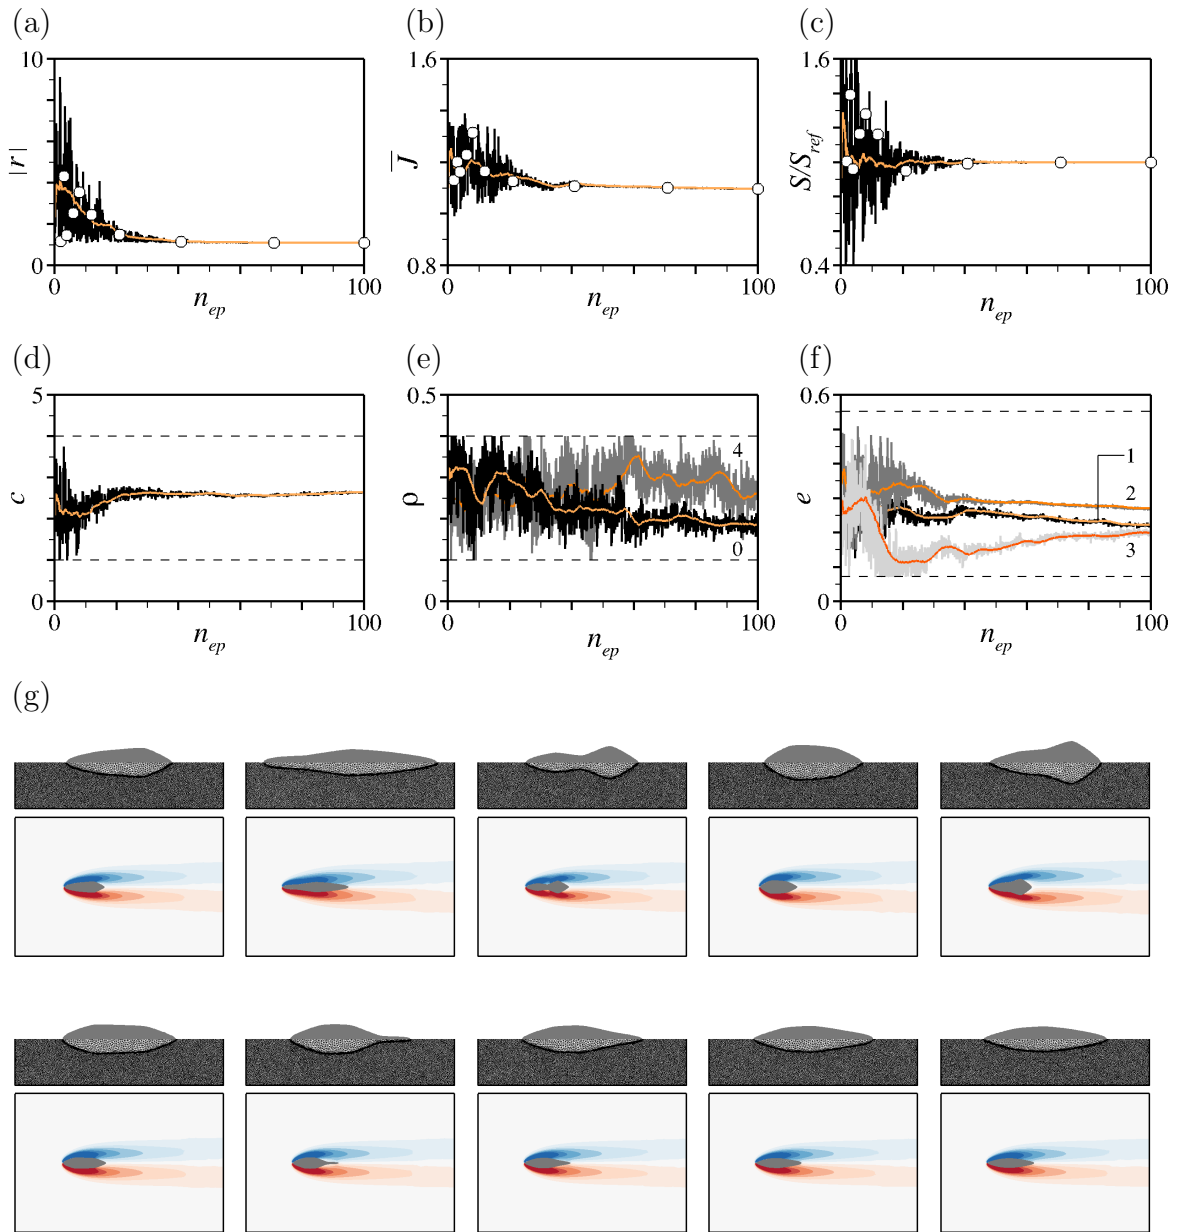 (a) (b) (c)
10 1.6 1.6
|r| J S/S_ref
0 0.8 0.4
0 100 0 100 0 100
n_ep n_ep n_ep
(d) (e) (f)
5 0.5 0.6
c ρ e
4 1
2
0 3
0 0 0
0 100 0 100 0 100
n_ep n_ep n_ep
(g)